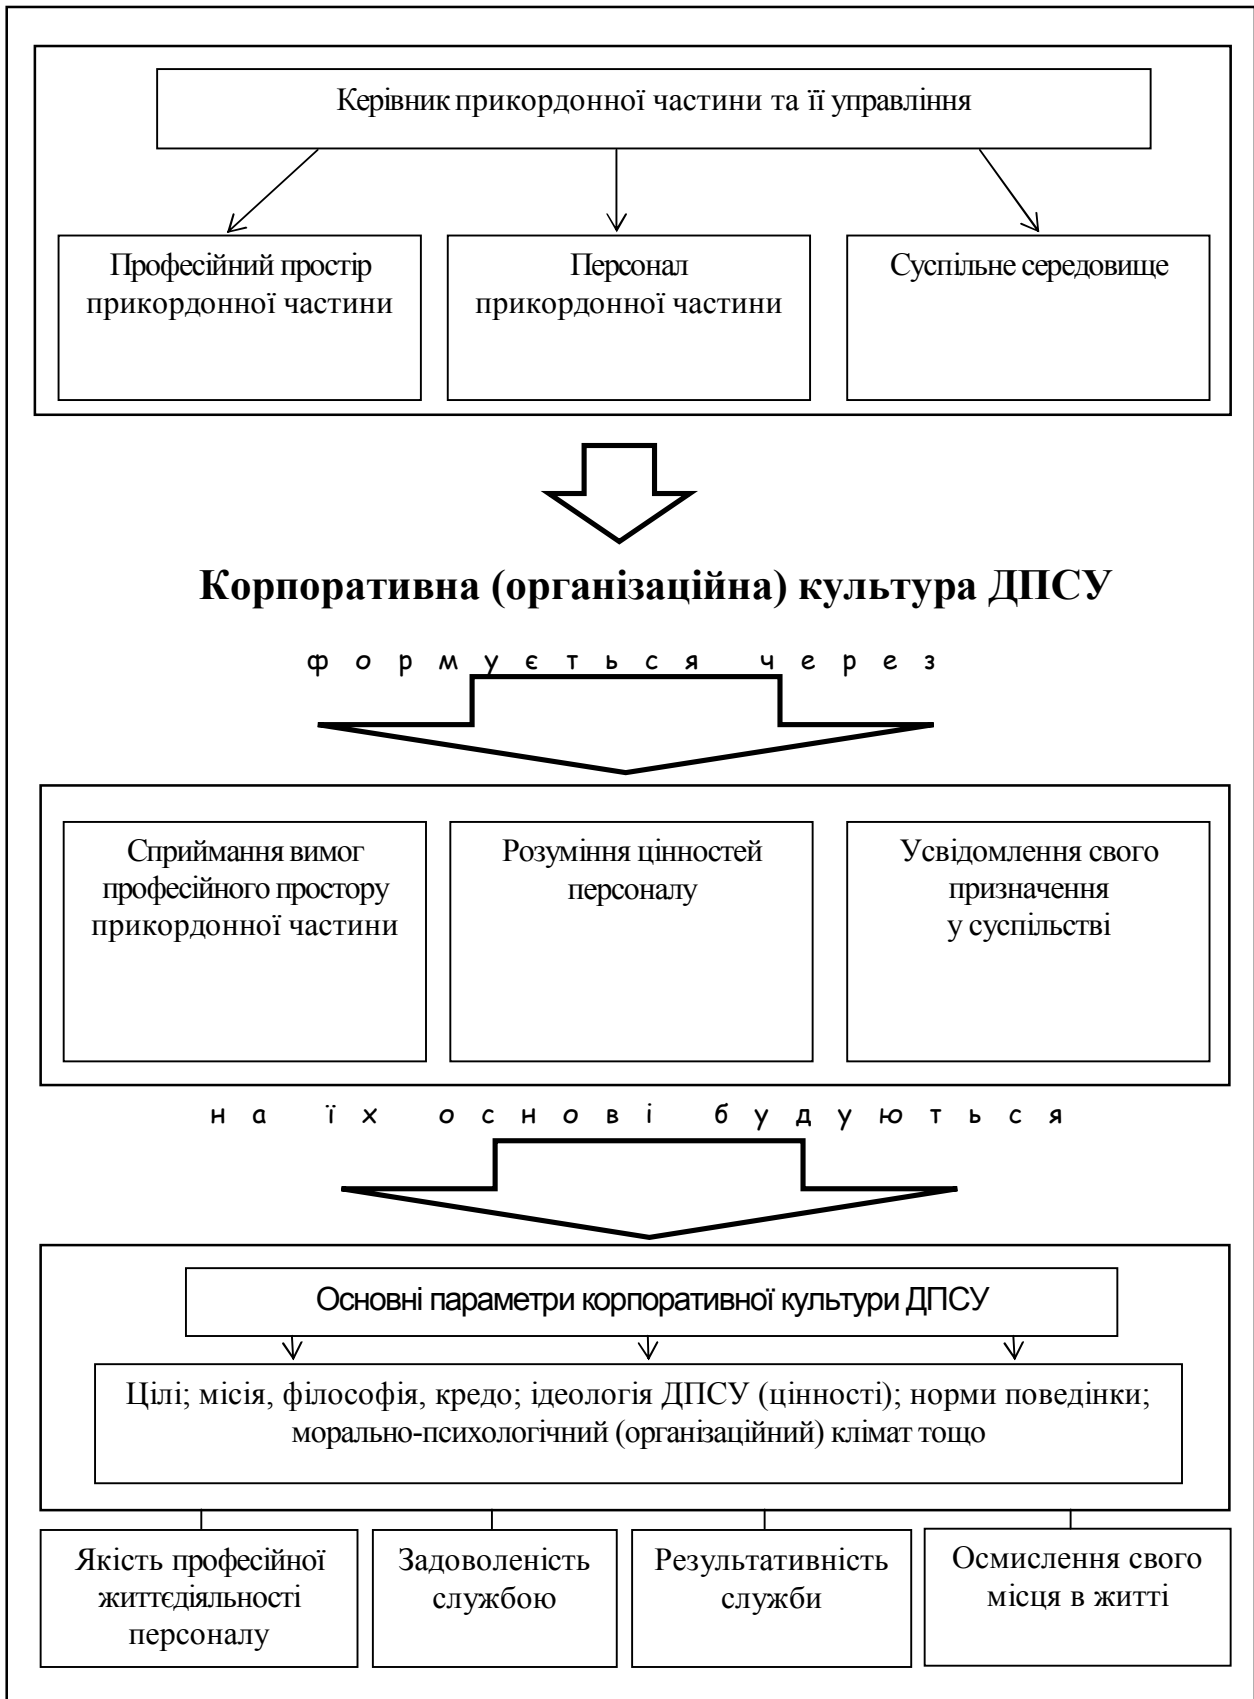 Керівник прикордонної частини та її управління
Професійний простір
прикордонної частини
Персонал
прикордонної частини
Суспільне середовище
Корпоративна (організаційна) культура ДПСУ
формується через
Сприймання вимог
професійного простору
прикордонної частини
Розуміння цінностей
персоналу
Усвідомлення свого
призначення
у суспільстві
на їх основі будуються
Основні параметри корпоративної культури ДПСУ
Цілі; місія, філософія, кредо; ідеологія ДПСУ (цінності); норми поведінки;
морально-психологічний (організаційний) клімат тощо
Якість професійної
життєдіяльності
персоналу
Задоволеність
службою
Результативність
служби
Осмислення свого
місця в житті